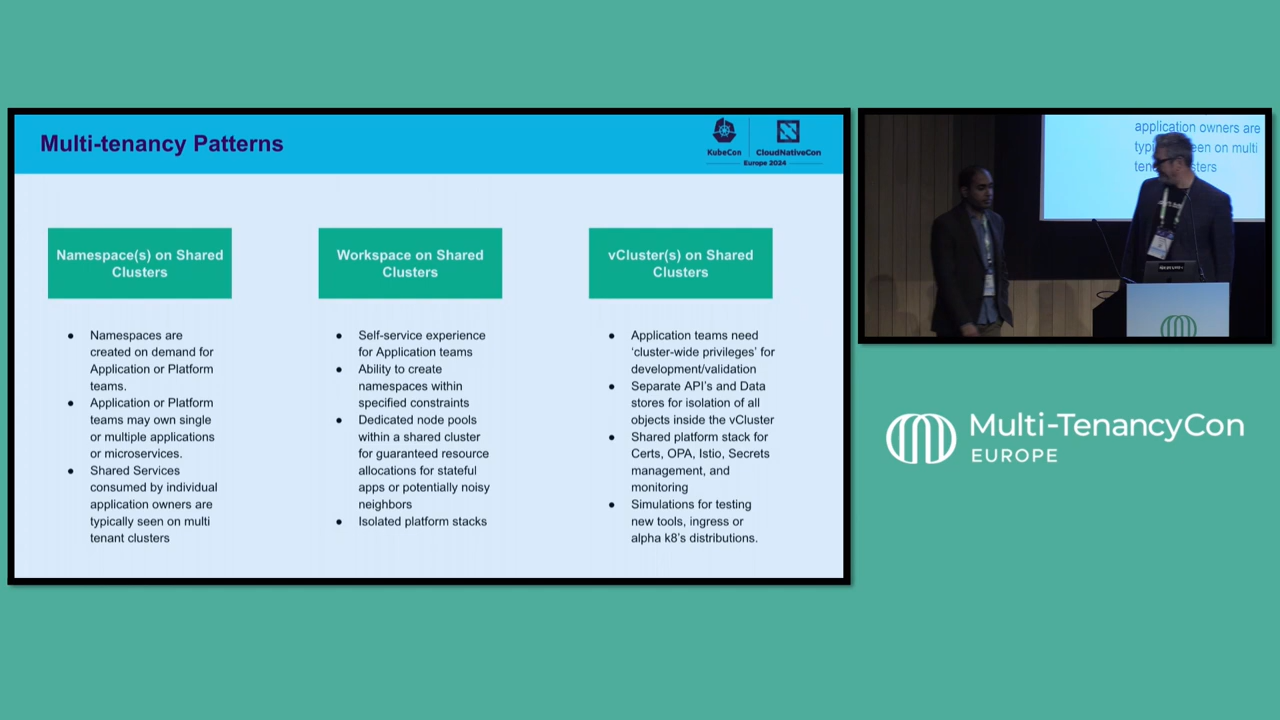 Multi-tenancy Patterns
KubeCon
CloudNativeCon
Europe 2024
Namespace(s) on Shared
Clusters
● Namespaces are
created on demand for
Application or Platform
teams.
● Application or Platform
teams may own single
or multiple applications
or microservices.
● Shared Services
consumed by individual
application owners are
typically seen on multi
tenant clusters
Workspace on Shared
Clusters
● Self-service experience
for Application teams
● Ability to create
namespaces within
specified constraints
● Dedicated node pools
within a shared cluster
for guaranteed resource
allocations for stateful
apps or potentially noisy
neighbors
● Isolated platform stacks
vCluster(s) on Shared
Clusters
● Application teams need
‘cluster-wide privileges’ for
development/validation
● Separate API’s and Data
stores for isolation of all
objects inside the vCluster
● Shared platform stack for
Certs, OPA, Istio, Secrets
management, and
monitoring
● Simulations for testing
new tools, ingress or
alpha k8’s distributions.
application owners are
on multi
Multi-TenancyCon
EUROPE